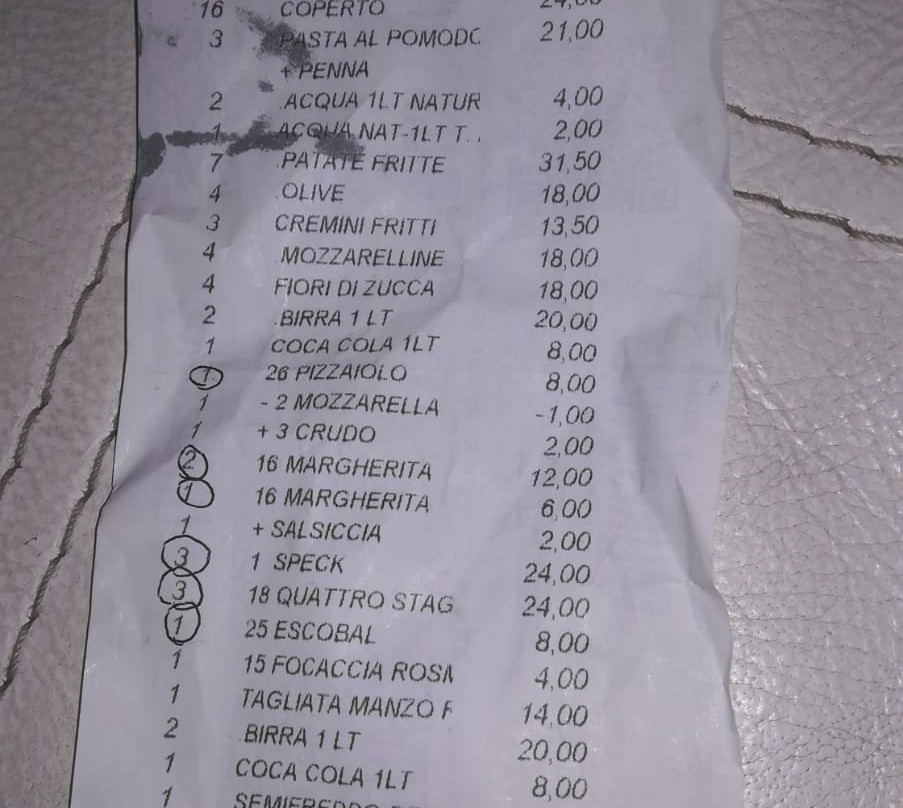 16 COPERTO 24,00
3 PASTA AL POMODC 21,00
+ PENNA
2 .ACQUA 1LT NATUR 4,00
1 ACQUA NAT-1LT T. . 2,00
7 .PATATE FRITTE 31,50
4 .OLIVE 18,00
3 CREMINI FRITTI 13,50
4 .MOZZARELLINE 18,00
4 FIORI DI ZUCCA 18,00
2 .BIRRA 1 LT 20,00
1 COCA COLA 1LT 8,00
1 26 PIZZAIOLO 8,00
1 - 2 MOZZARELLA -1,00
1 + 3 CRUDO 2,00
2 16 MARGHERITA 12,00
1 16 MARGHERITA 6,00
1 + SALSICCIA 2,00
3 1 SPECK 24,00
3 18 QUATTRO STAG 24,00
1 25 ESCOBAL 8,00
1 15 FOCACCIA ROSM 4,00
1 TAGLIATA MANZO F 14,00
2 .BIRRA 1 LT 20,00
1 COCA COLA 1LT 8,00
1 SEMIFREDDO